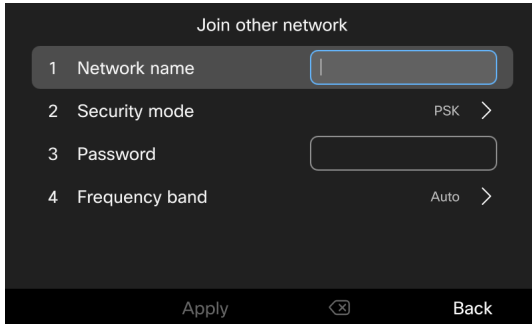 Join other network
1 Network name
2 Security mode PSK
3 Password
4 Frequency band Auto
Apply Back